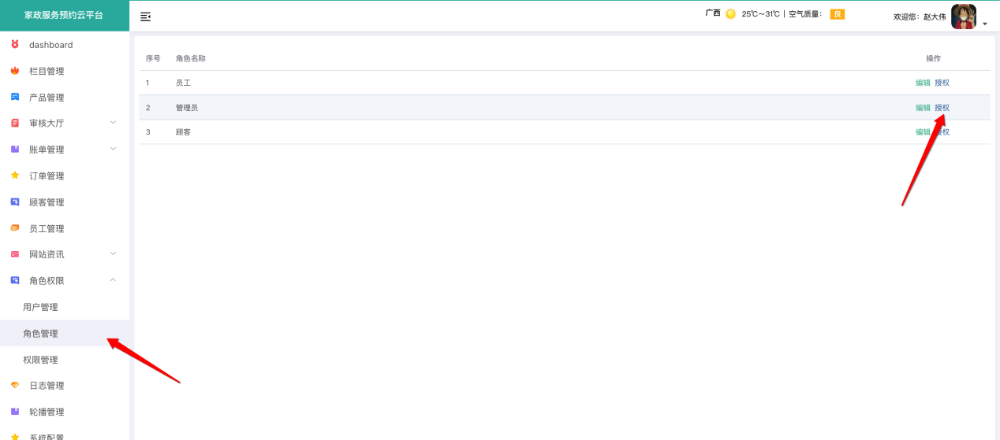 家政服务预约云平台
广西 25℃～31℃ | 空气质量： 良
欢迎您：赵大伟
dashboard
栏目管理
产品管理
审核大厅
账单管理
订单管理
顾客管理
员工管理
网站资讯
角色权限
用户管理
角色管理
权限管理
日志管理
轮播管理
系统配置
序号 角色名称 操作
1 员工 编辑 授权
2 管理员 编辑 授权
3 顾客 编辑 授权